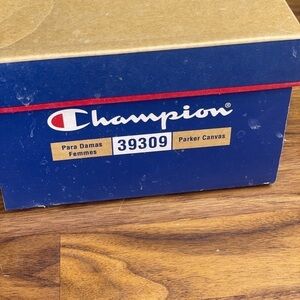 Champion®
Para Damas
Femmes
39309
Parker Canvas